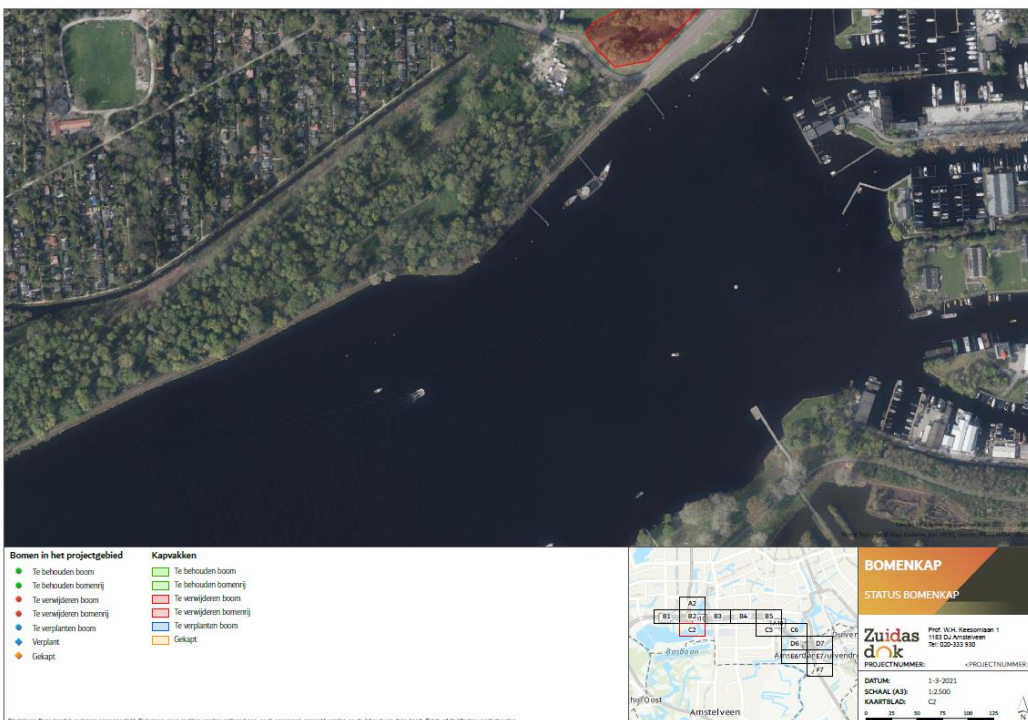 Bomen in het projectgebied
Te behouden boom
Te behouden bomenrij
Te verwijderen boom
Te verwijderen bomenrij
Te verplanten boom
Verplant
Gekapt
Kapvakken
Te behouden boom
Te behouden bomenrij
Te verwijderen boom
Te verwijderen bomenrij
Te verplanten boom
Gekapt
A2
B1 B2 B3 B4 B5
C2 C5 C6
D6 D7
E6 E7
F7
Bosbaan
Amstelveen
BOMENKAP
STATUS BOMENKAP
Zuidas
dok
Prof. W.H. Keesomlaan 1
1183 DJ Amstelveen
Tel: 020-333 930
PROJECTNUMMER: <PROJECTNUMMER
DATUM: 1-3-2021
SCHAAL (A3): 1:2.500
KAARTBLAD: C2
0 25 50 75 100 125